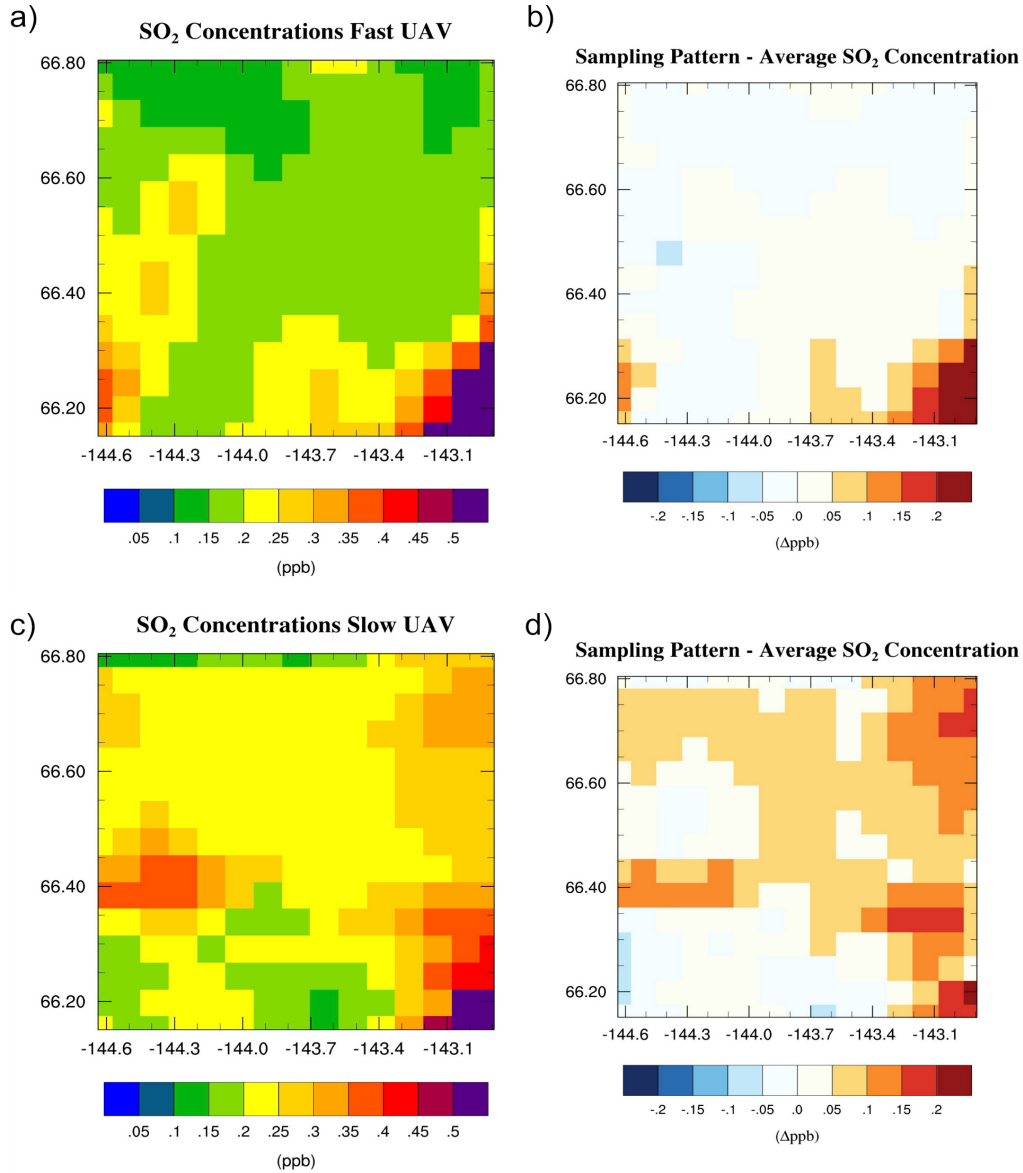 a)
SO₂ Concentrations Fast UAV
66.80
66.60
66.40
66.20
-144.6 -144.3 -144.0 -143.7 -143.4 -143.1
.05 .1 .15 .2 .25 .3 .35 .4 .45 .5
(ppb)
b)
Sampling Pattern - Average SO₂ Concentration
66.80
66.60
66.40
66.20
-144.6 -144.3 -144.0 -143.7 -143.4 -143.1
-.2 -.15 -.1 -.05 .0 .05 .1 .15 .2
(Δppb)
c)
SO₂ Concentrations Slow UAV
66.80
66.60
66.40
66.20
-144.6 -144.3 -144.0 -143.7 -143.4 -143.1
.05 .1 .15 .2 .25 .3 .35 .4 .45 .5
(ppb)
d)
Sampling Pattern - Average SO₂ Concentration
66.80
66.60
66.40
66.20
-144.6 -144.3 -144.0 -143.7 -143.4 -143.1
-.2 -.15 -.1 -.05 .0 .05 .1 .15 .2
(Δppb)